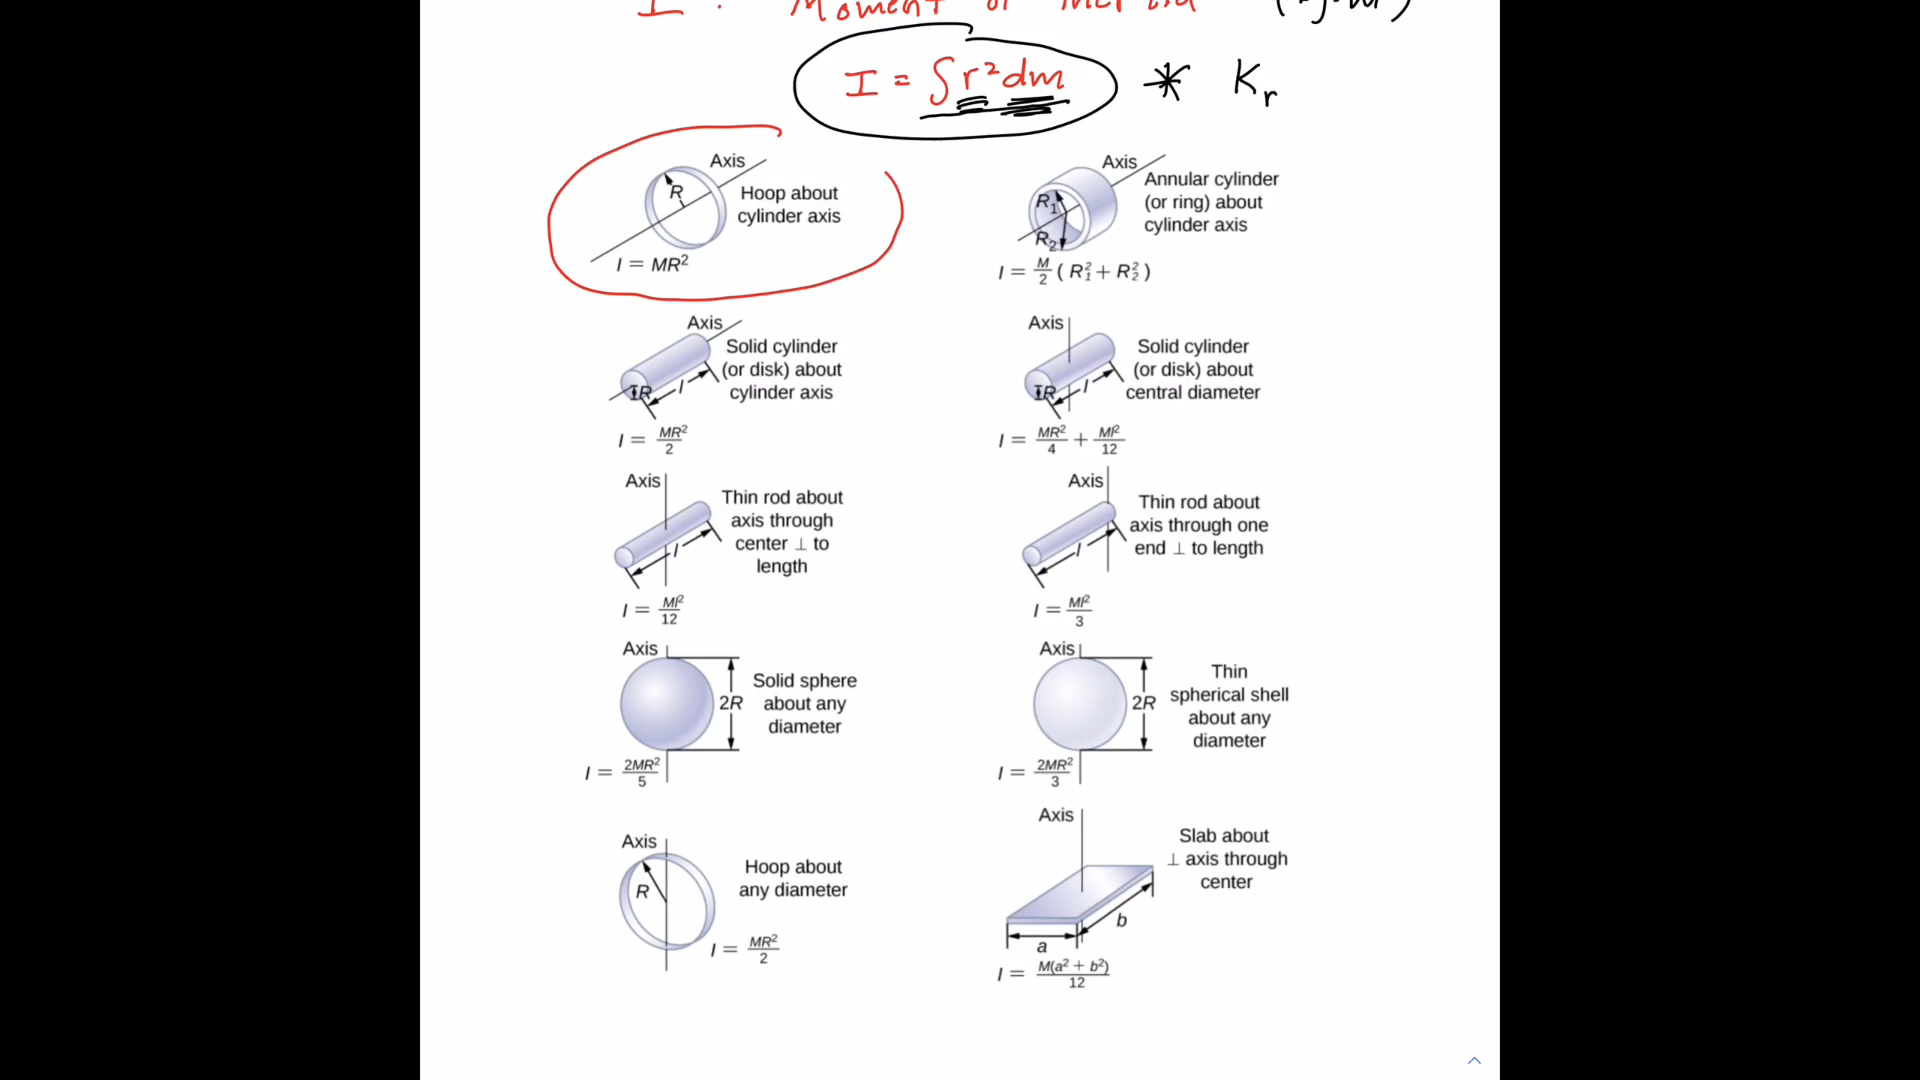 I : Moment of Inertia
I = ∫r²dm * Kr
Axis
R
Hoop about
cylinder axis
I = MR²
Axis
R₁
R₂
Annular cylinder
(or ring) about
cylinder axis
I = M/2 ( R₁² + R₂² )
Axis
R
l
Solid cylinder
(or disk) about
cylinder axis
I = MR²/2
Axis
R
l
Solid cylinder
(or disk) about
central diameter
I = MR²/4 + Ml²/12
Axis
l
Thin rod about
axis through
center ⊥ to
length
I = Ml²/12
Axis
l
Thin rod about
axis through one
end ⊥ to length
I = Ml²/3
Axis
2R
Solid sphere
about any
diameter
I = 2MR²/5
Axis
2R
Thin
spherical shell
about any
diameter
I = 2MR²/3
Axis
R
Hoop about
any diameter
I = MR²/2
Axis
Slab about
⊥ axis through
center
b
a
I = M(a² + b²)/12